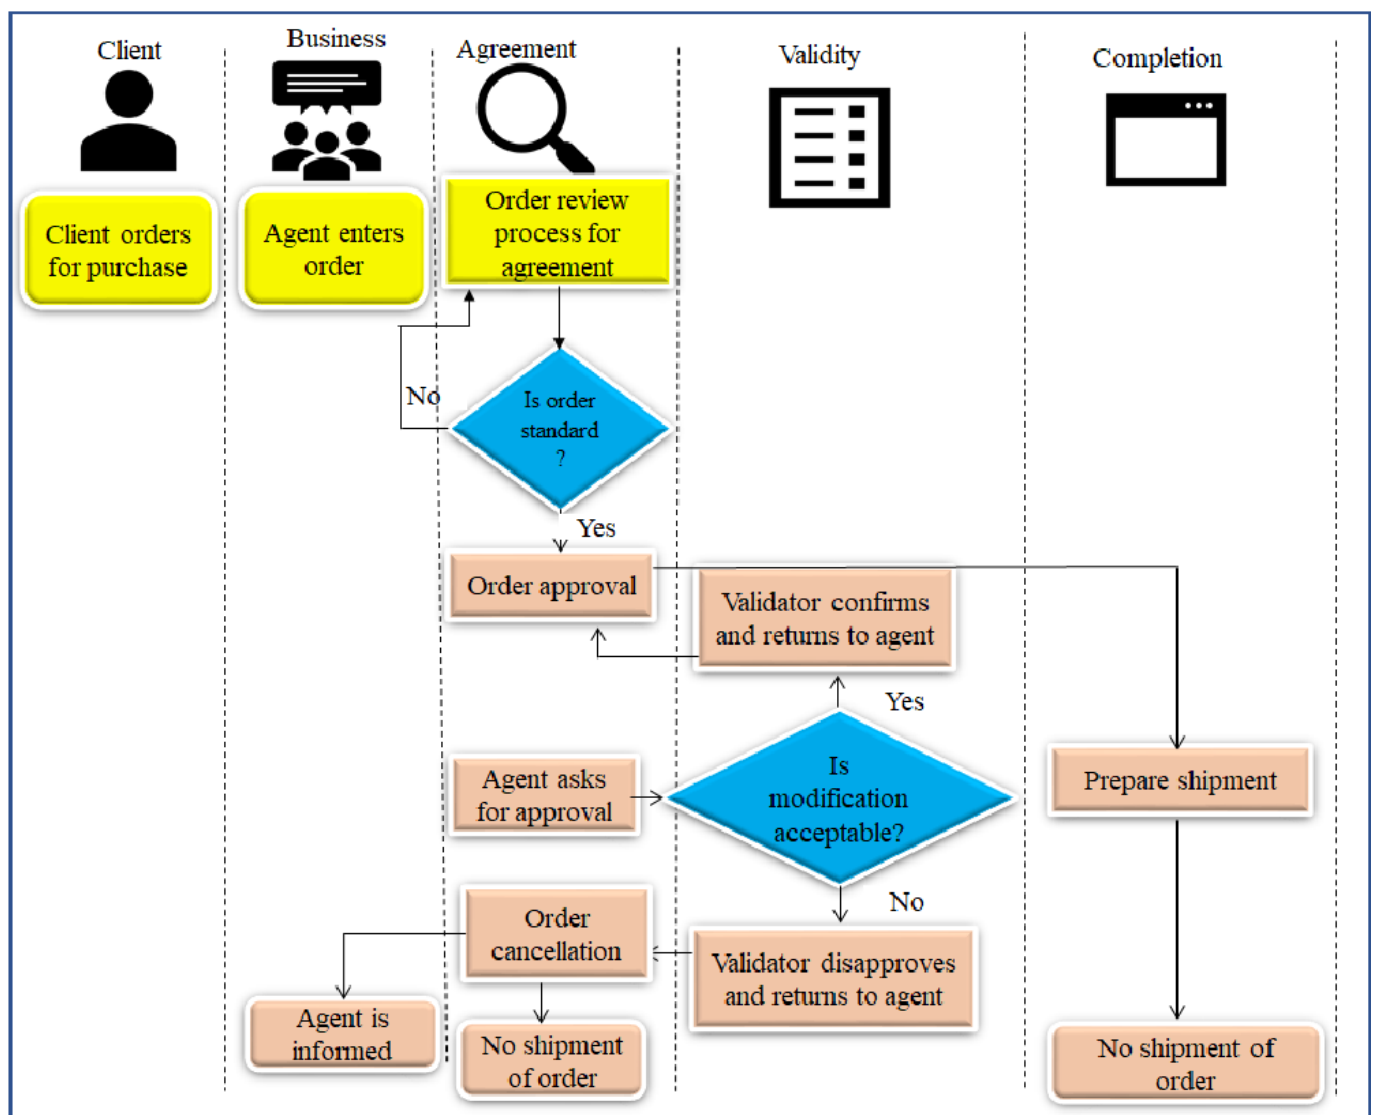 Client
Business
Agreement
Validity
Completion
Client orders
for purchase
Agent enters
order
Order review
process for
agreement
No
Is order
standard
?
Yes
Order approval
Validator confirms
and returns to agent
Yes
Agent asks
for approval
Is
modification
acceptable?
Prepare shipment
No
Order
cancellation
Validator disapproves
and returns to agent
Agent is
informed
No shipment
of order
No shipment of
order